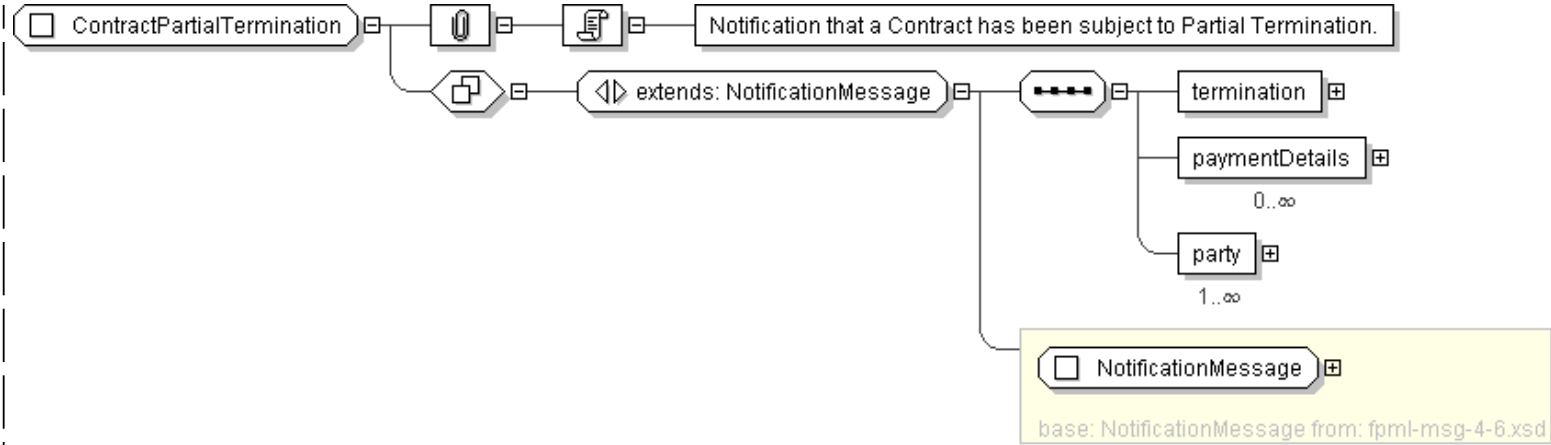 ContractPartialTermination
Notification that a Contract has been subject to Partial Termination.
extends: NotificationMessage
termination
paymentDetails
0..∞
party
1..∞
NotificationMessage
base: NotificationMessage from: fpml-msg-4-6.xsd